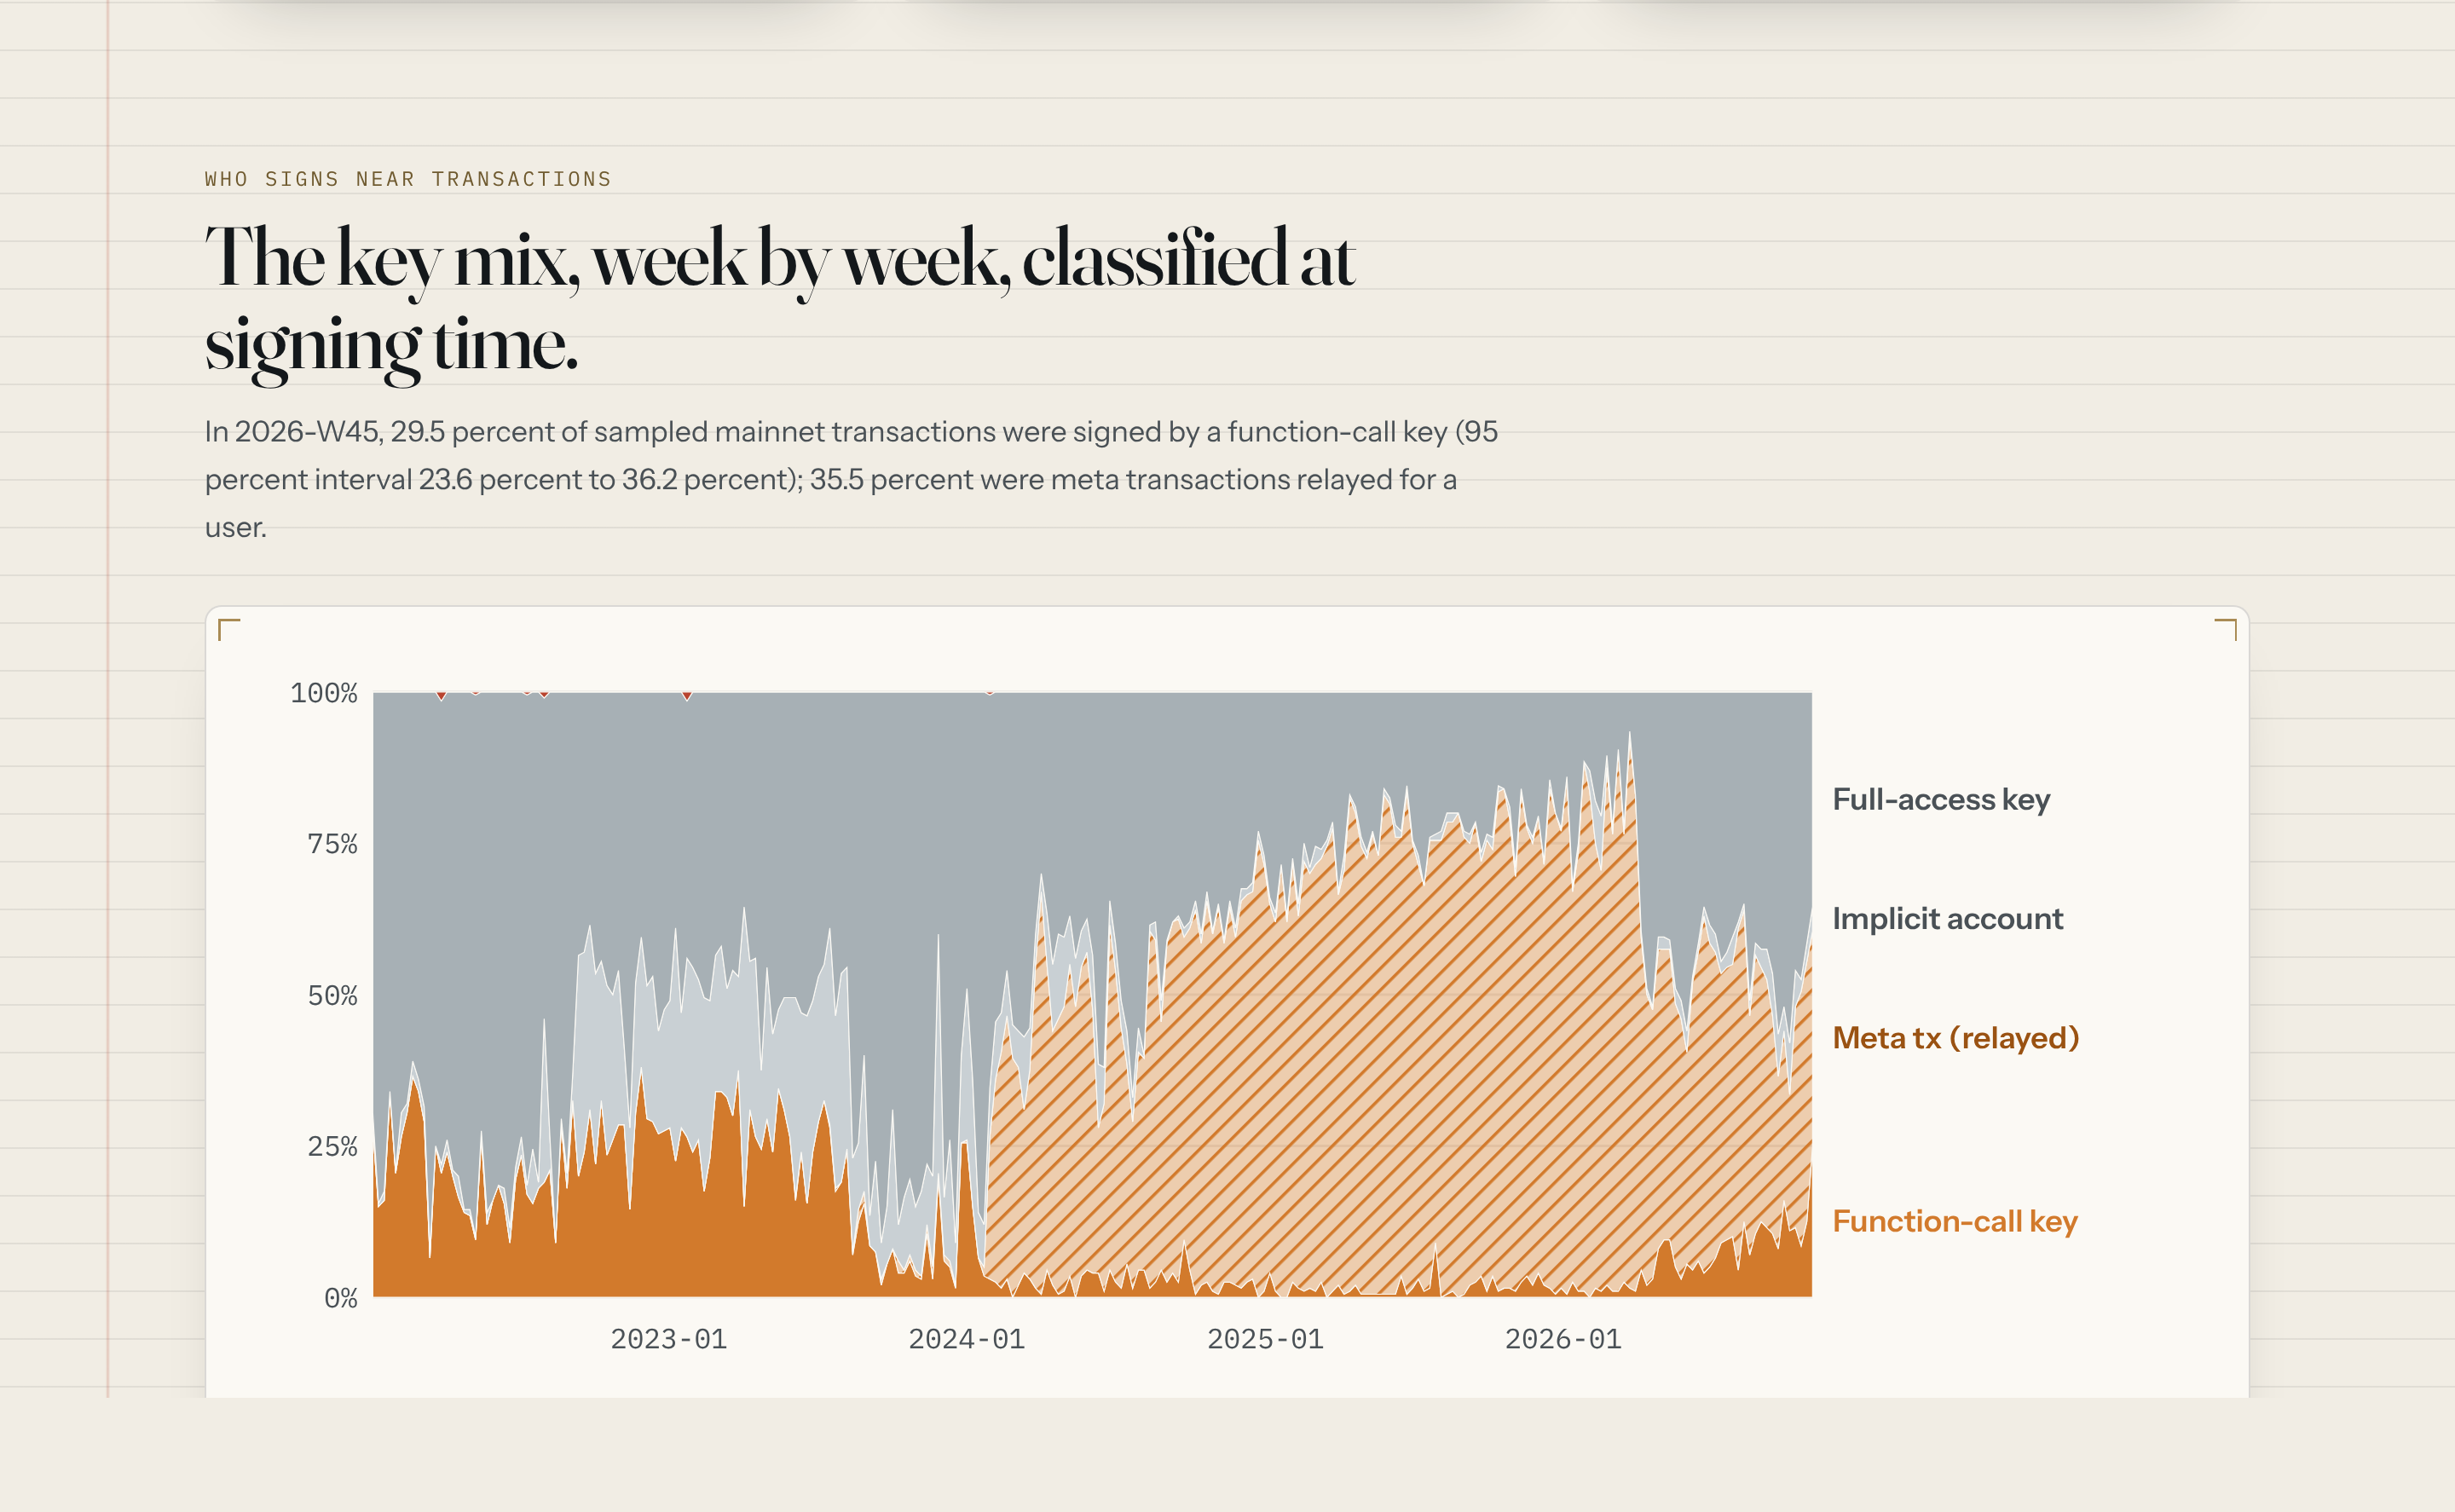 WHO SIGNS NEAR TRANSACTIONS
The key mix, week by week, classified at
signing time.
In 2026-W45, 29.5 percent of sampled mainnet transactions were signed by a function-call key (95
percent interval 23.6 percent to 36.2 percent); 35.5 percent were meta transactions relayed for a
user.
100%
75%
50%
25%
0%
Full-access key
Implicit account
Meta tx (relayed)
Function-call key
2023-01
2024-01
2025-01
2026-01